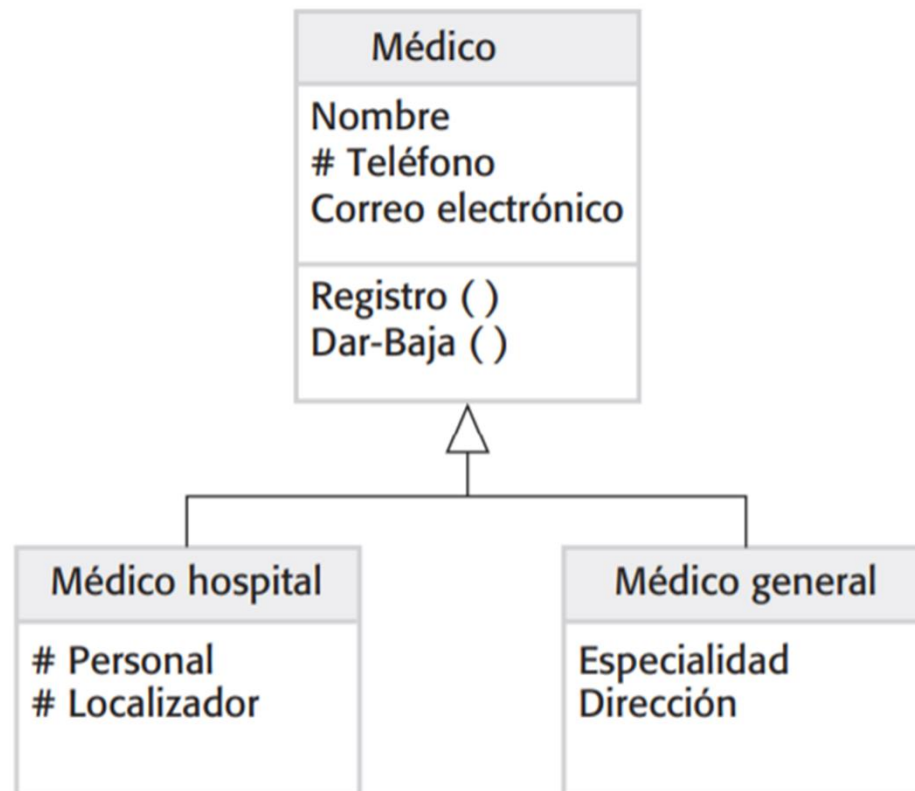 Médico
Nombre
# Teléfono
Correo electrónico
Registro ( )
Dar-Baja ( )
Médico hospital
# Personal
# Localizador
Médico general
Especialidad
Dirección